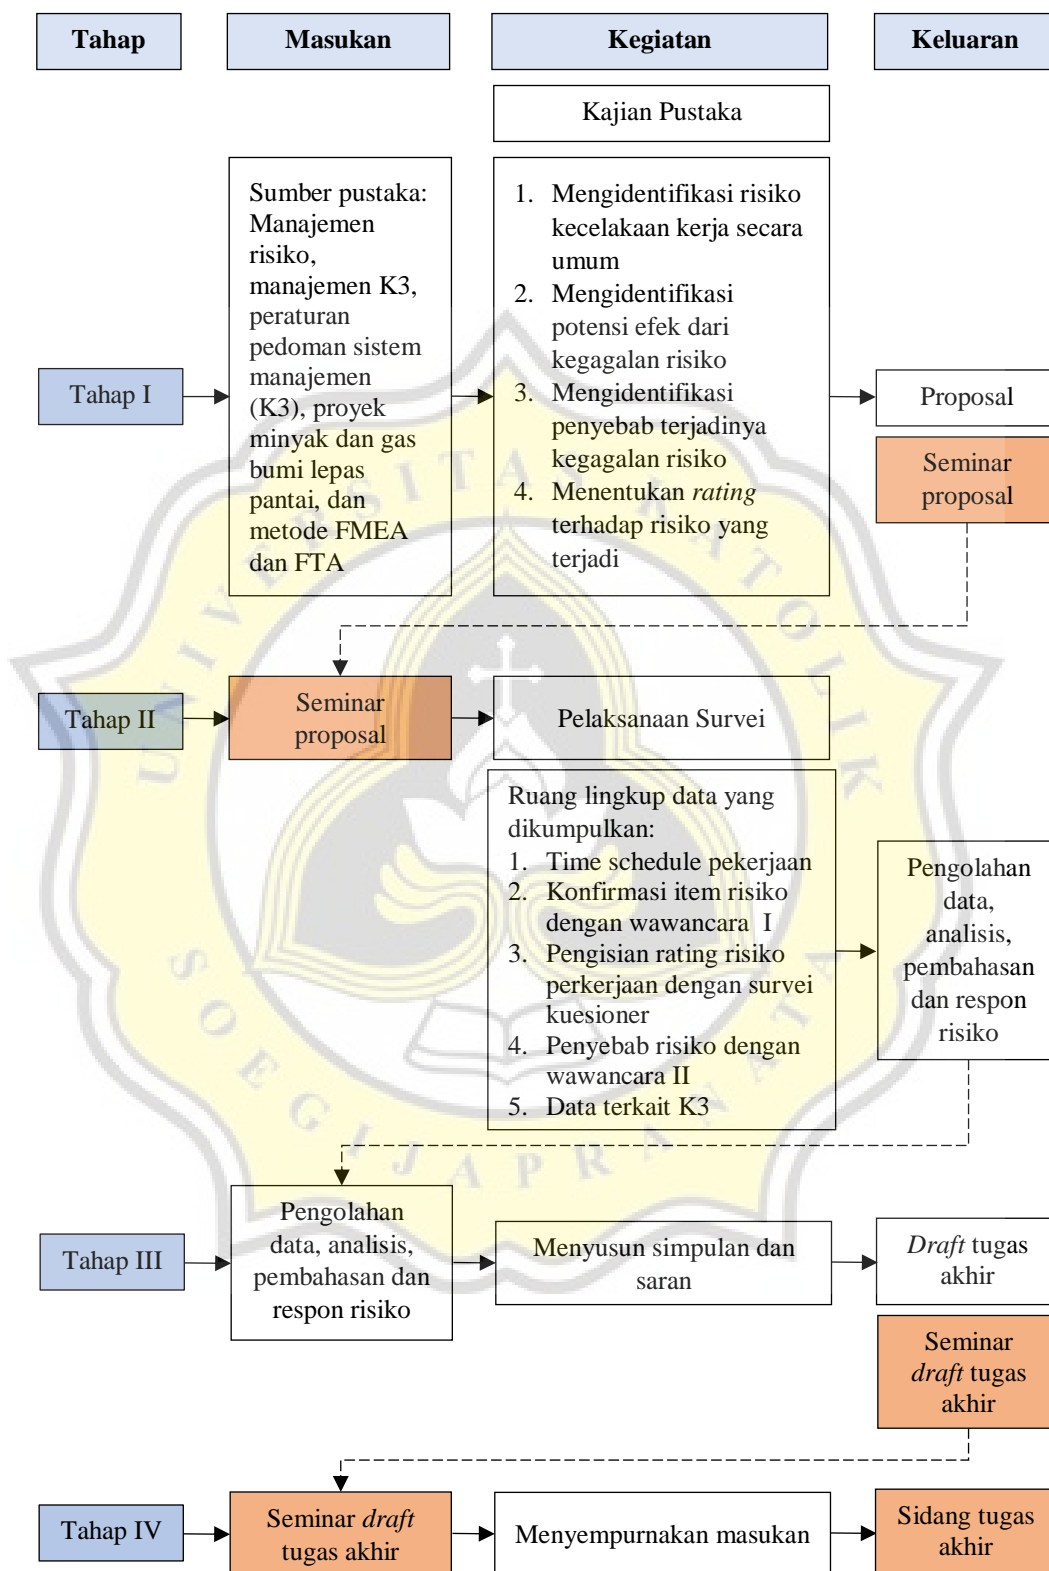 Tahap
Masukan
Kegiatan
Keluaran
Kajian Pustaka
Sumber pustaka:
Manajemen
risiko,
manajemen K3,
peraturan
pedoman sistem
manajemen
(K3), proyek
minyak dan gas
bumi lepas
pantai, dan
metode FMEA
dan FTA
1. Mengidentifikasi risiko
kecelakaan kerja secara
umum
2. Mengidentifikasi
potensi efek dari
kegagalan risiko
3. Mengidentifikasi
penyebab terjadinya
kegagalan risiko
4. Menentukan rating
terhadap risiko yang
terjadi
Tahap I
Proposal
Seminar
proposal
Tahap II
Seminar
proposal
Pelaksanaan Survei
Ruang lingkup data yang
dikumpulkan:
1. Time schedule pekerjaan
2. Konfirmasi item risiko
dengan wawancara I
3. Pengisian rating risiko
perkerjaan dengan survei
kuesioner
4. Penyebab risiko dengan
wawancara II
5. Data terkait K3
Pengolahan
data,
analisis,
pembahasan
dan respon
risiko
Tahap III
Pengolahan
data, analisis,
pembahasan dan
respon risiko
Menyusun simpulan dan
saran
Draft tugas
akhir
Seminar
draft tugas
akhir
Tahap IV
Seminar draft
tugas akhir
Menyempurnakan masukan
Sidang tugas
akhir
UNIVERSITAS KATOLIK
SOEGIJAPRANATA